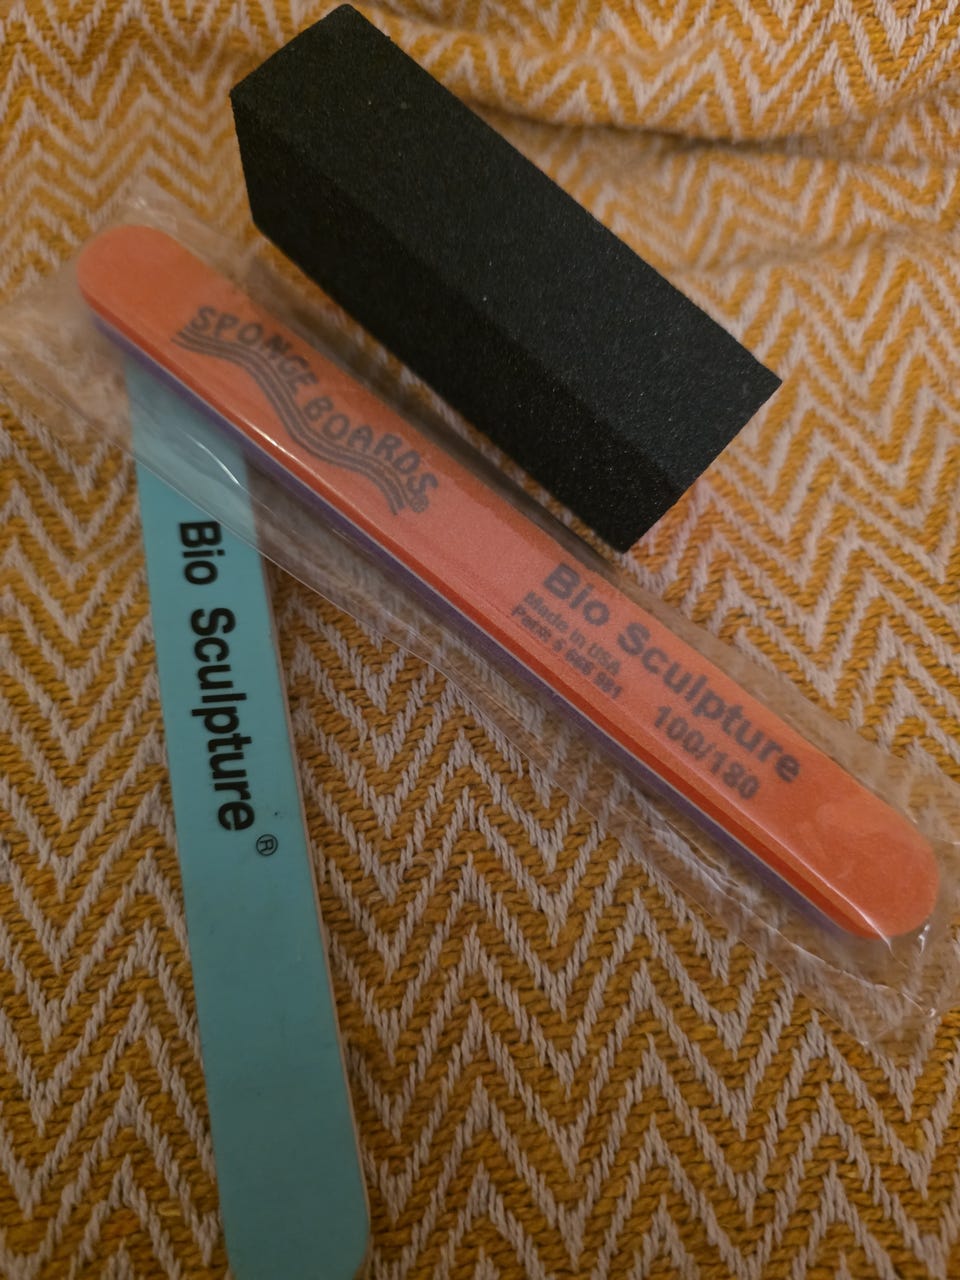 SPONGE BOARDS®
Bio Sculpture
Made in USA
100/180
Bio Sculpture ®